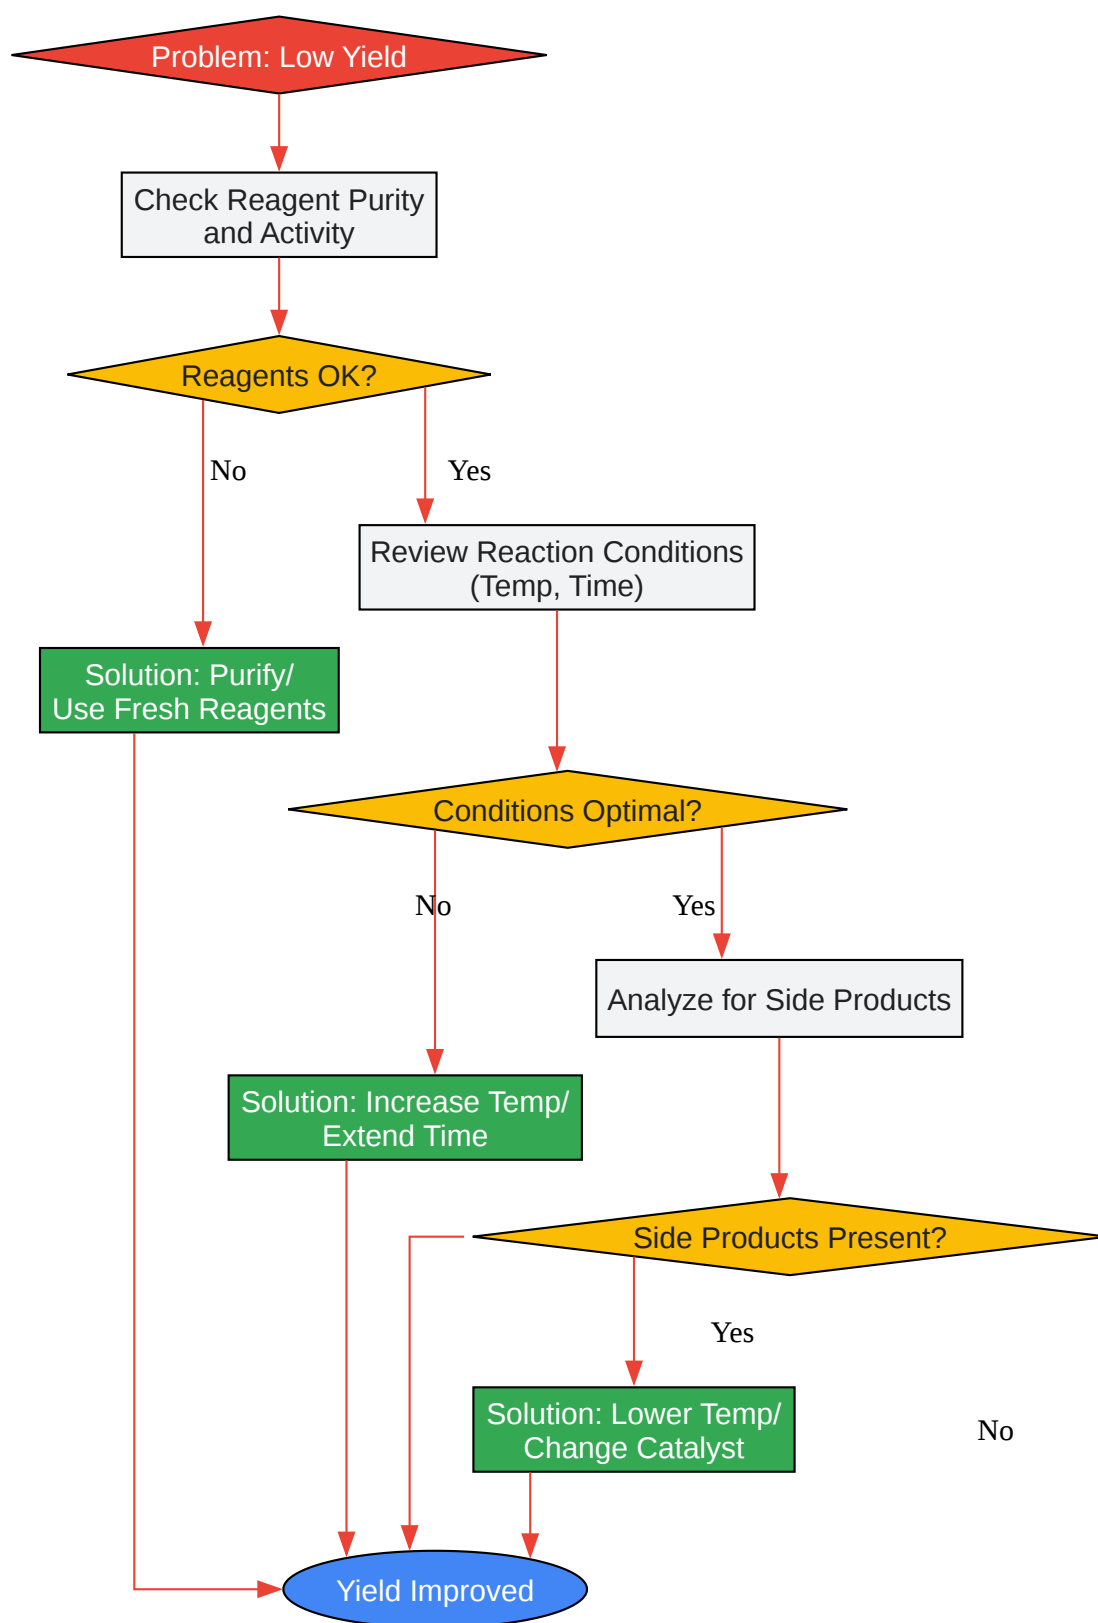 Problem: Low Yield
Check Reagent Purity
and Activity
Reagents OK?
No
Yes
Review Reaction Conditions
(Temp, Time)
Solution: Purify/
Use Fresh Reagents
Conditions Optimal?
No
Yes
Analyze for Side Products
Solution: Increase Temp/
Extend Time
Side Products Present?
Yes
Solution: Lower Temp/
Change Catalyst
No
Yield Improved